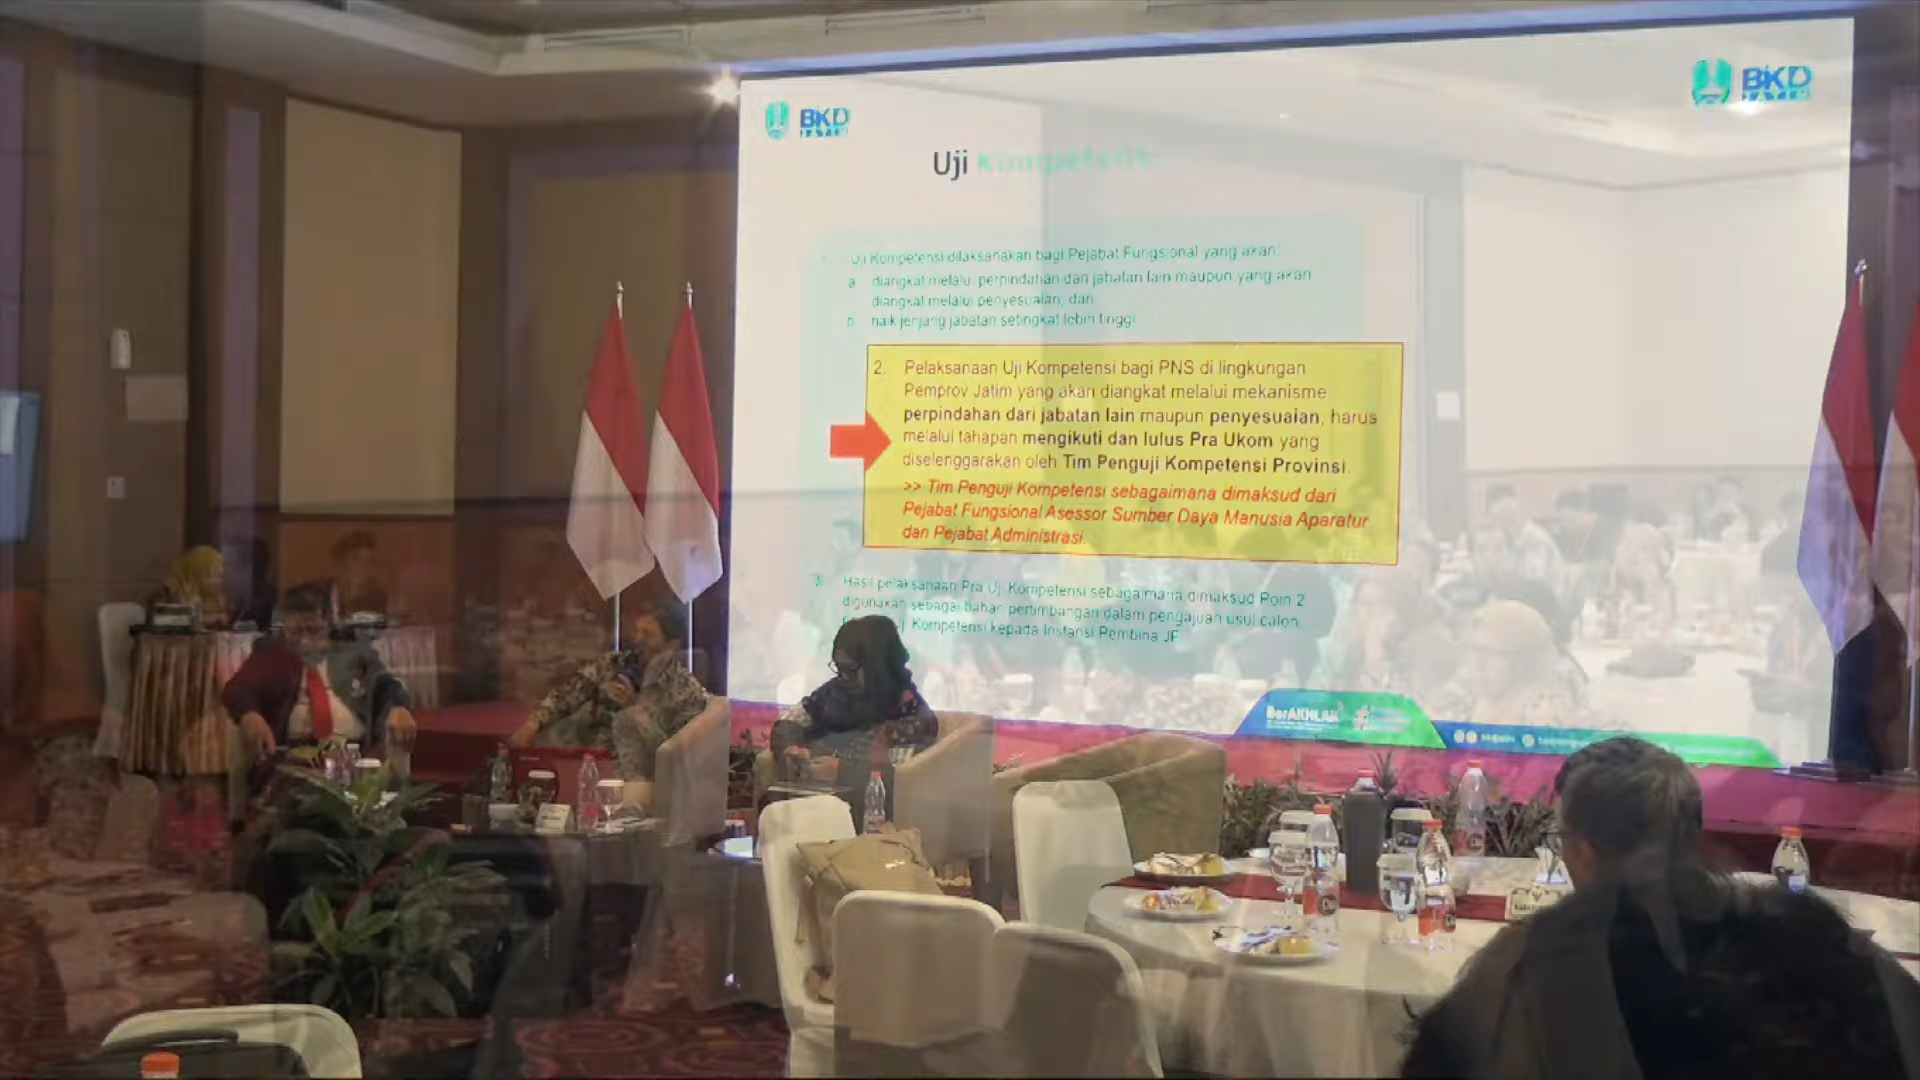 BKD
BKD
JATIM
Uji Kompetensi
Uji Kompetensi dilaksanakan bagi Pejabat Fungsional yang akan:
a. diangkat melalui perpindahan dari jabatan lain maupun yang akan
diangkat melalui penyesuaian, dan
b. naik jenjang jabatan setingkat lebih tinggi
2. Pelaksanaan Uji Kompetensi bagi PNS di lingkungan
Pemprov Jatim yang akan diangkat melalui mekanisme
perpindahan dari jabatan lain maupun penyesuaian, harus
melalui tahapan mengikuti dan lulus Pra Ukom yang
diselenggarakan oleh Tim Penguji Kompetensi Provinsi.
>> Tim Penguji Kompetensi sebagaimana dimaksud dari
Pejabat Fungsional Asessor Sumber Daya Manusia Aparatur
dan Pejabat Administrasi.
3. Hasil pelaksanaan Pra Uji Kompetensi sebagaimana dimaksud Poin 2
digunakan sebagai bahan pertimbangan dalam pengajuan usul calon
Kompetensi kepada Instansi Pembina JF
BerAKHLAK